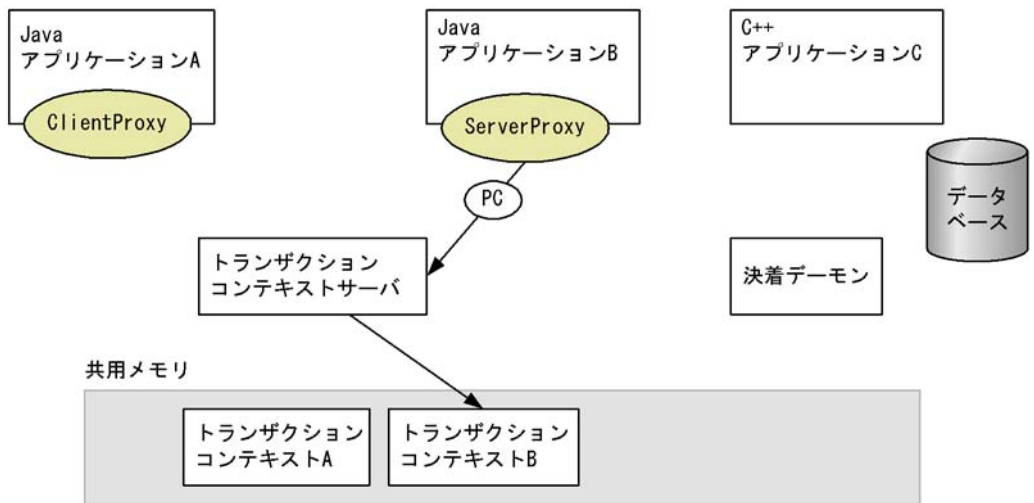 Java
アプリケーションA
ClientProxy
Java
アプリケーションB
ServerProxy
C++
アプリケーションC
PC
データ
ベース
トランザクション
コンテキストサーバ
決着デーモン
共用メモリ
トランザクション
コンテキストA
トランザクション
コンテキストB